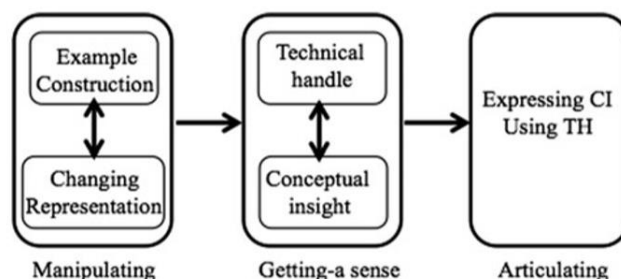 Example
Construction
Changing
Representation
Manipulating
Technical
handle
Conceptual
insight
Getting-a sense
Expressing CI
Using TH
Articulating